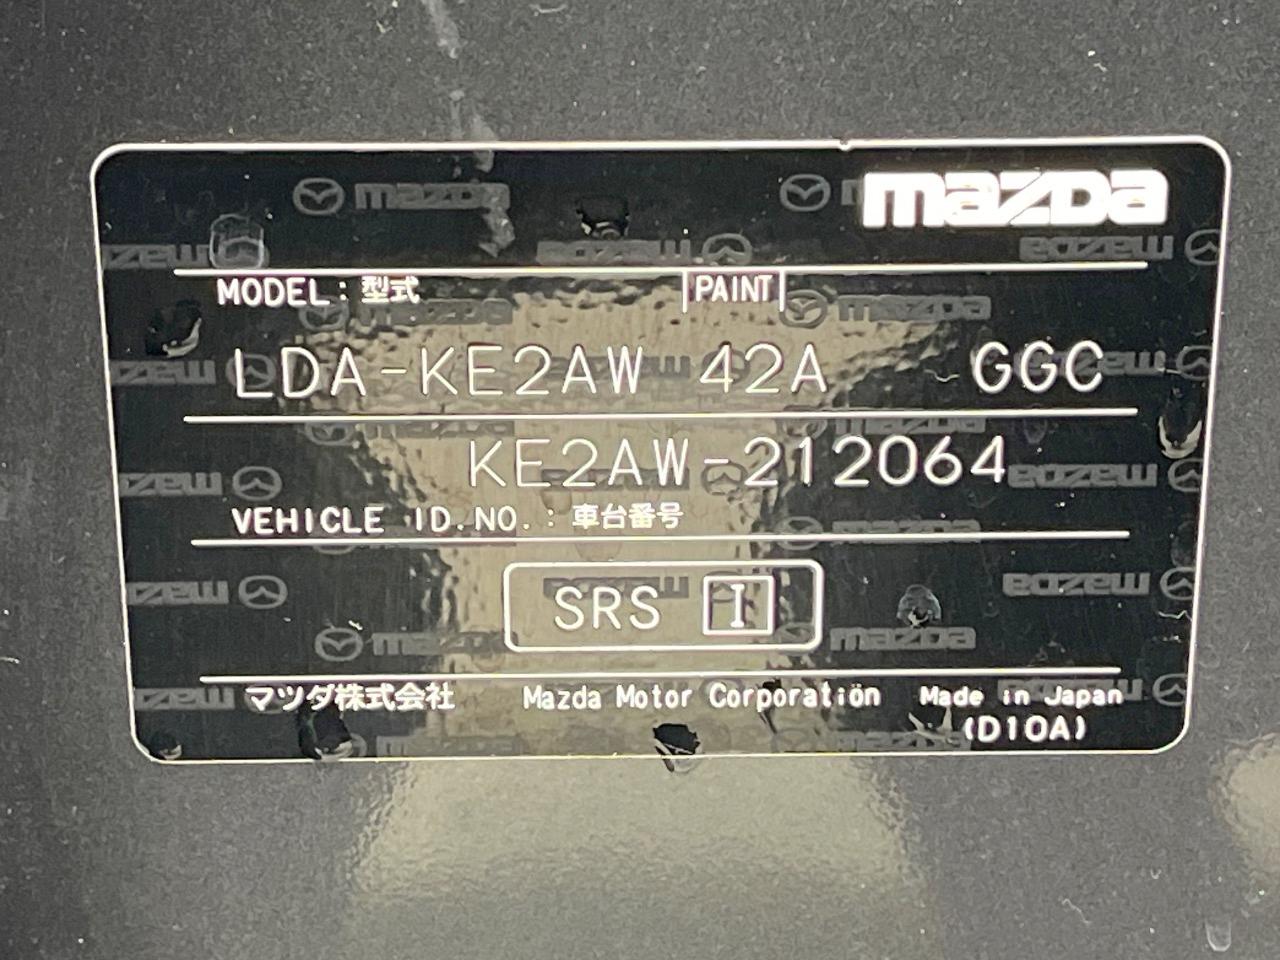 mazDa
MODEL : 型式 PAINT
LDA-KE2AW 42A GGC
KE2AW-212064
VEHICLE ID.NO. : 車台番号
SRS I
マツダ株式会社 Mazda Motor Corporation Made in Japan
(D10A)